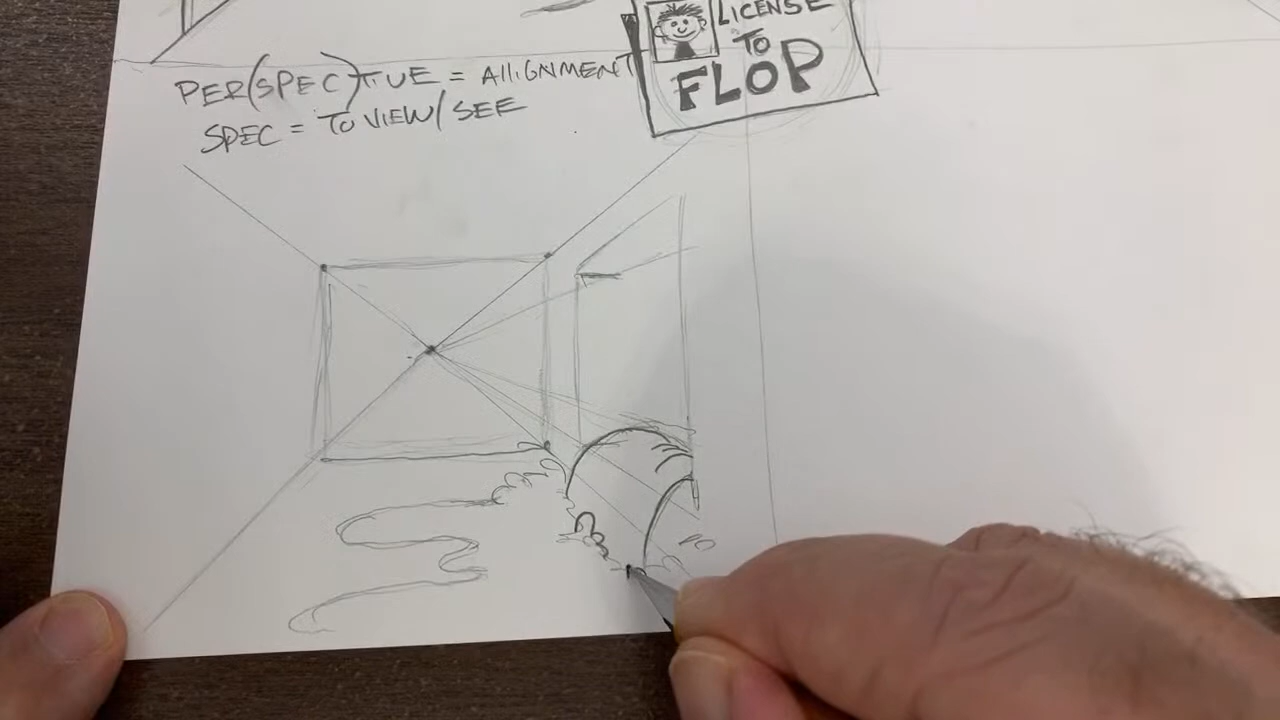 PER(SPEC)TIVE = AllIGNMENT
SPEC = TO VIEW/SEE
LICENSE
TO
FLOP